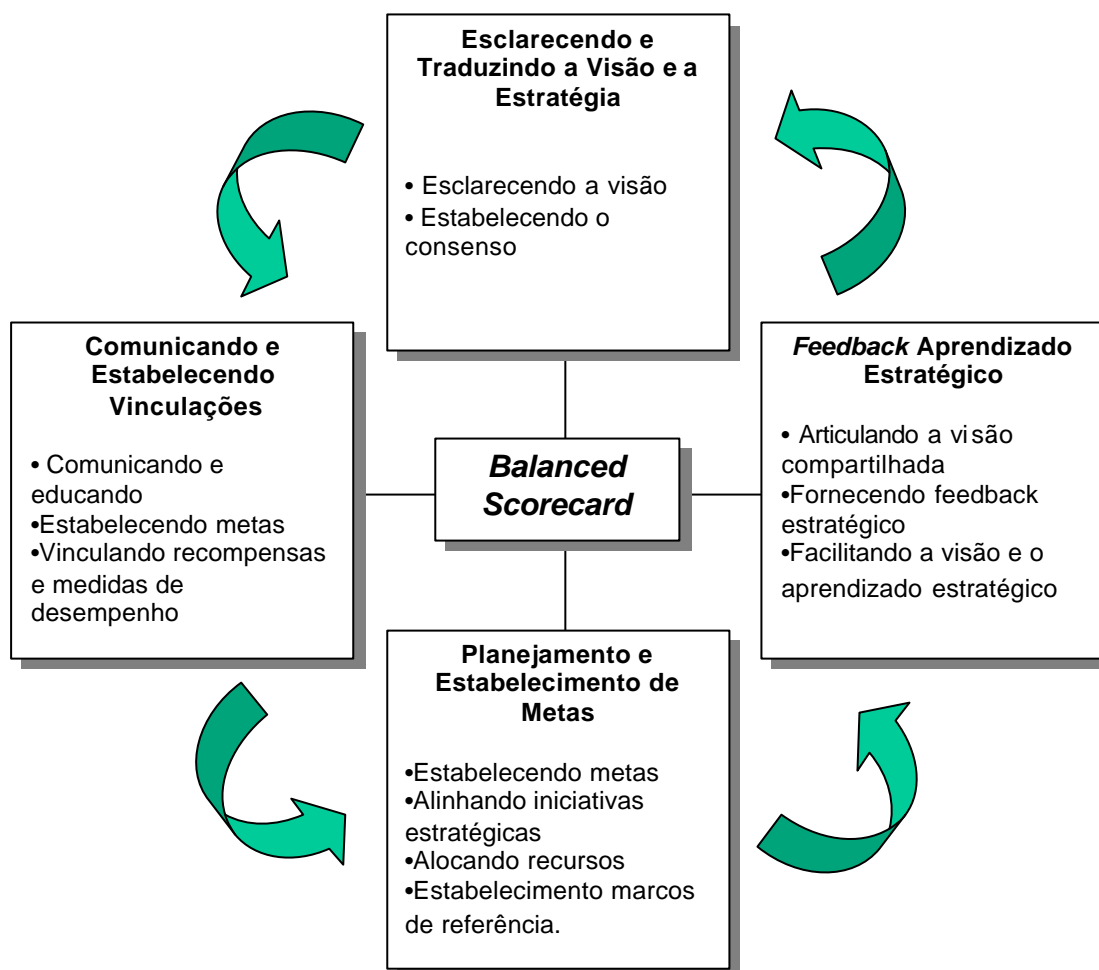 Esclarecendo e
Traduzindo a Visão e a
Estratégia
• Esclarecendo a visão
• Estabelecendo o
consenso
Comunicando e
Estabelecendo
Vinculações
• Comunicando e
educando
•Estabelecendo metas
•Vinculando recompensas
e medidas de
desempenho
Balanced
Scorecard
Feedback Aprendizado
Estratégico
• Articulando a visão
compartilhada
•Fornecendo feedback
estratégico
•Facilitando a visão e o
aprendizado estratégico
Planejamento e
Estabelecimento de
Metas
•Estabelecendo metas
•Alinhando iniciativas
estratégicas
•Alocando recursos
•Estabelecimento marcos
de referência.